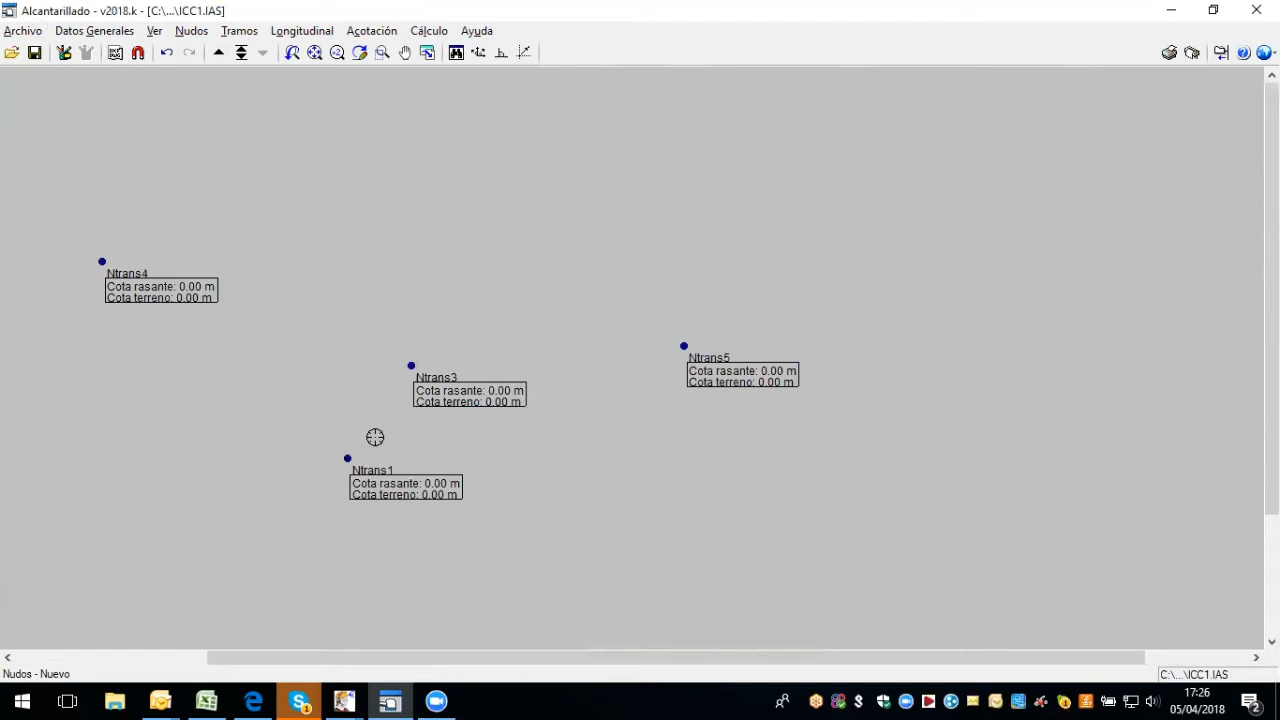 Alcantarillado - v2018.k - [C:\...\ICC1.IAS]
Archivo Datos Generales Ver Nudos Tramos Longitudinal Acotación Cálculo Ayuda
Ntrans4
Cota rasante: 0.00 m
Cota terreno: 0.00 m
Ntrans5
Cota rasante: 0.00 m
Cota terreno: 0.00 m
Ntrans3
Cota rasante: 0.00 m
Cota terreno: 0.00 m
Ntrans1
Cota rasante: 0.00 m
Cota terreno: 0.00 m
Nudos - Nuevo C:\...\ICC1.IAS
17:26
05/04/2018
2